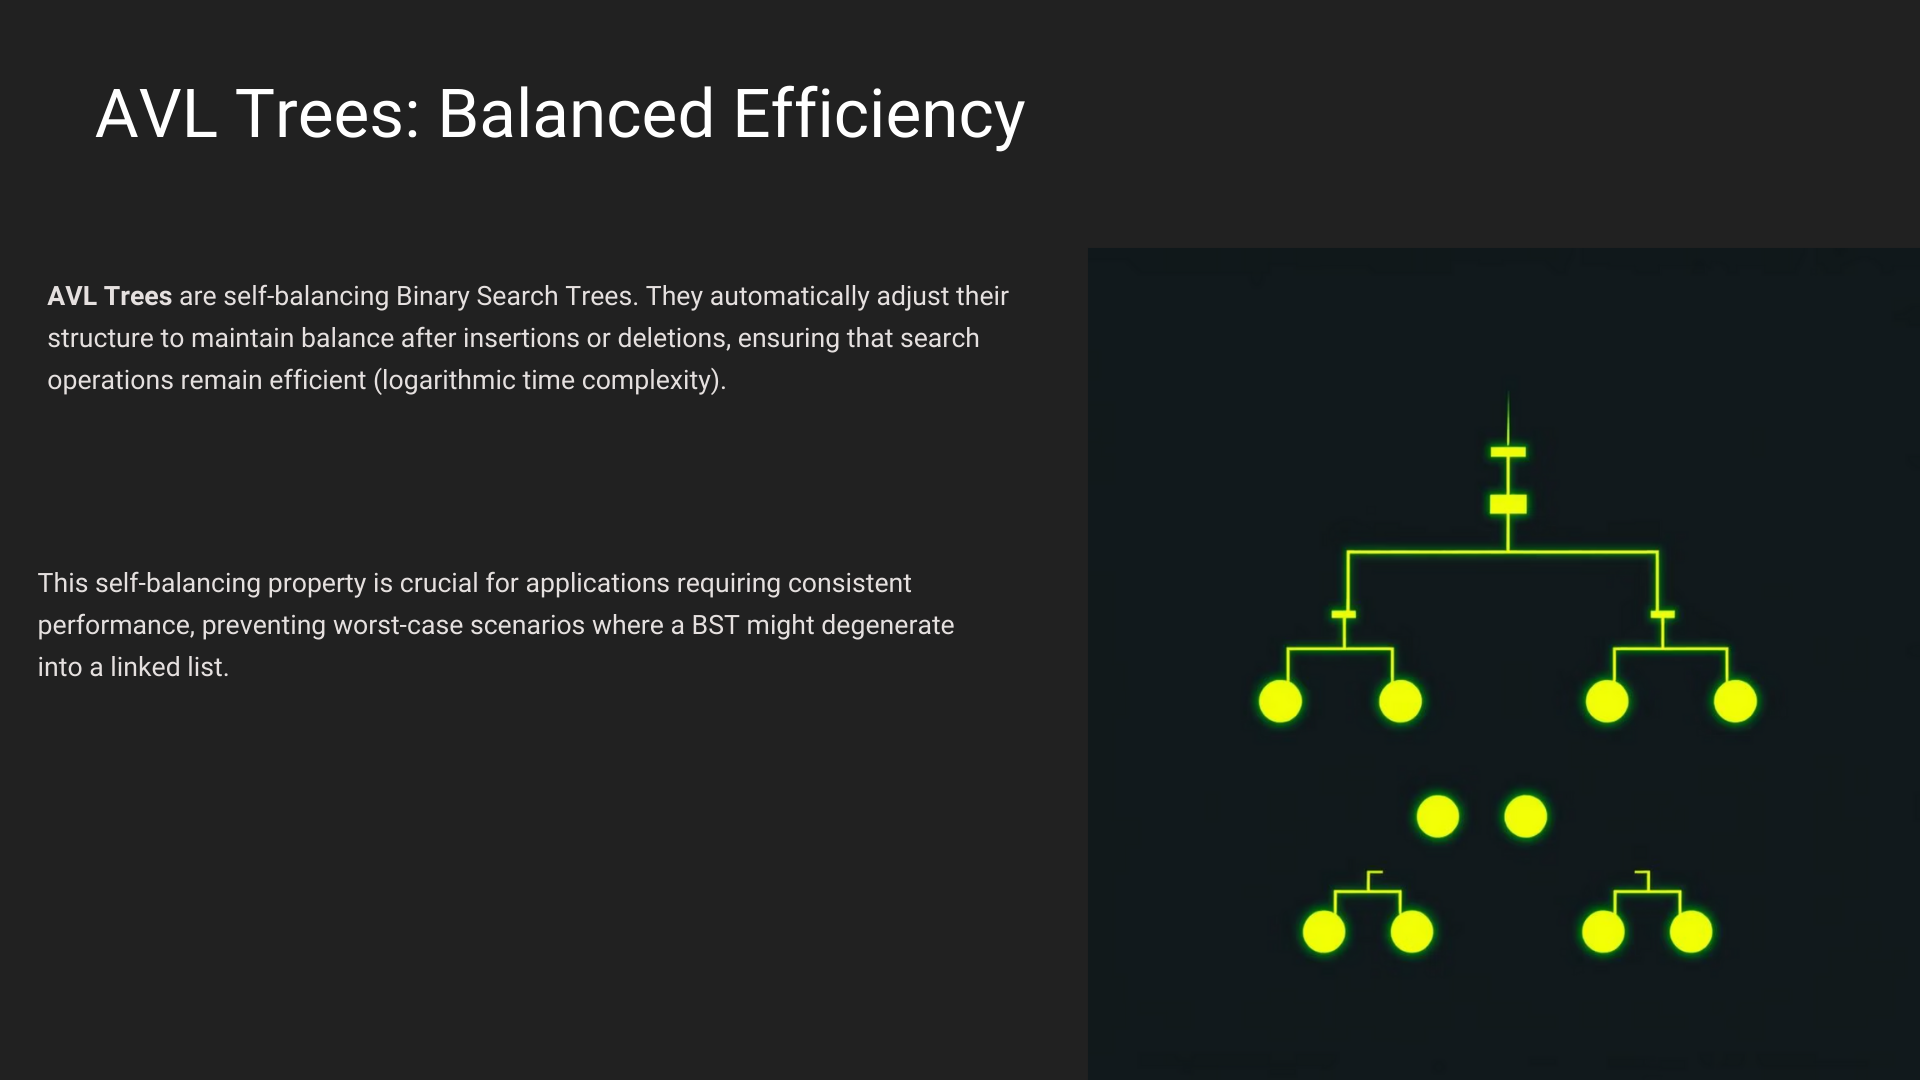 AVL Trees: Balanced Efficiency
AVL Trees are self-balancing Binary Search Trees. They automatically adjust their
structure to maintain balance after insertions or deletions, ensuring that search
operations remain efficient (logarithmic time complexity).
This self-balancing property is crucial for applications requiring consistent
performance, preventing worst-case scenarios where a BST might degenerate
into a linked list.